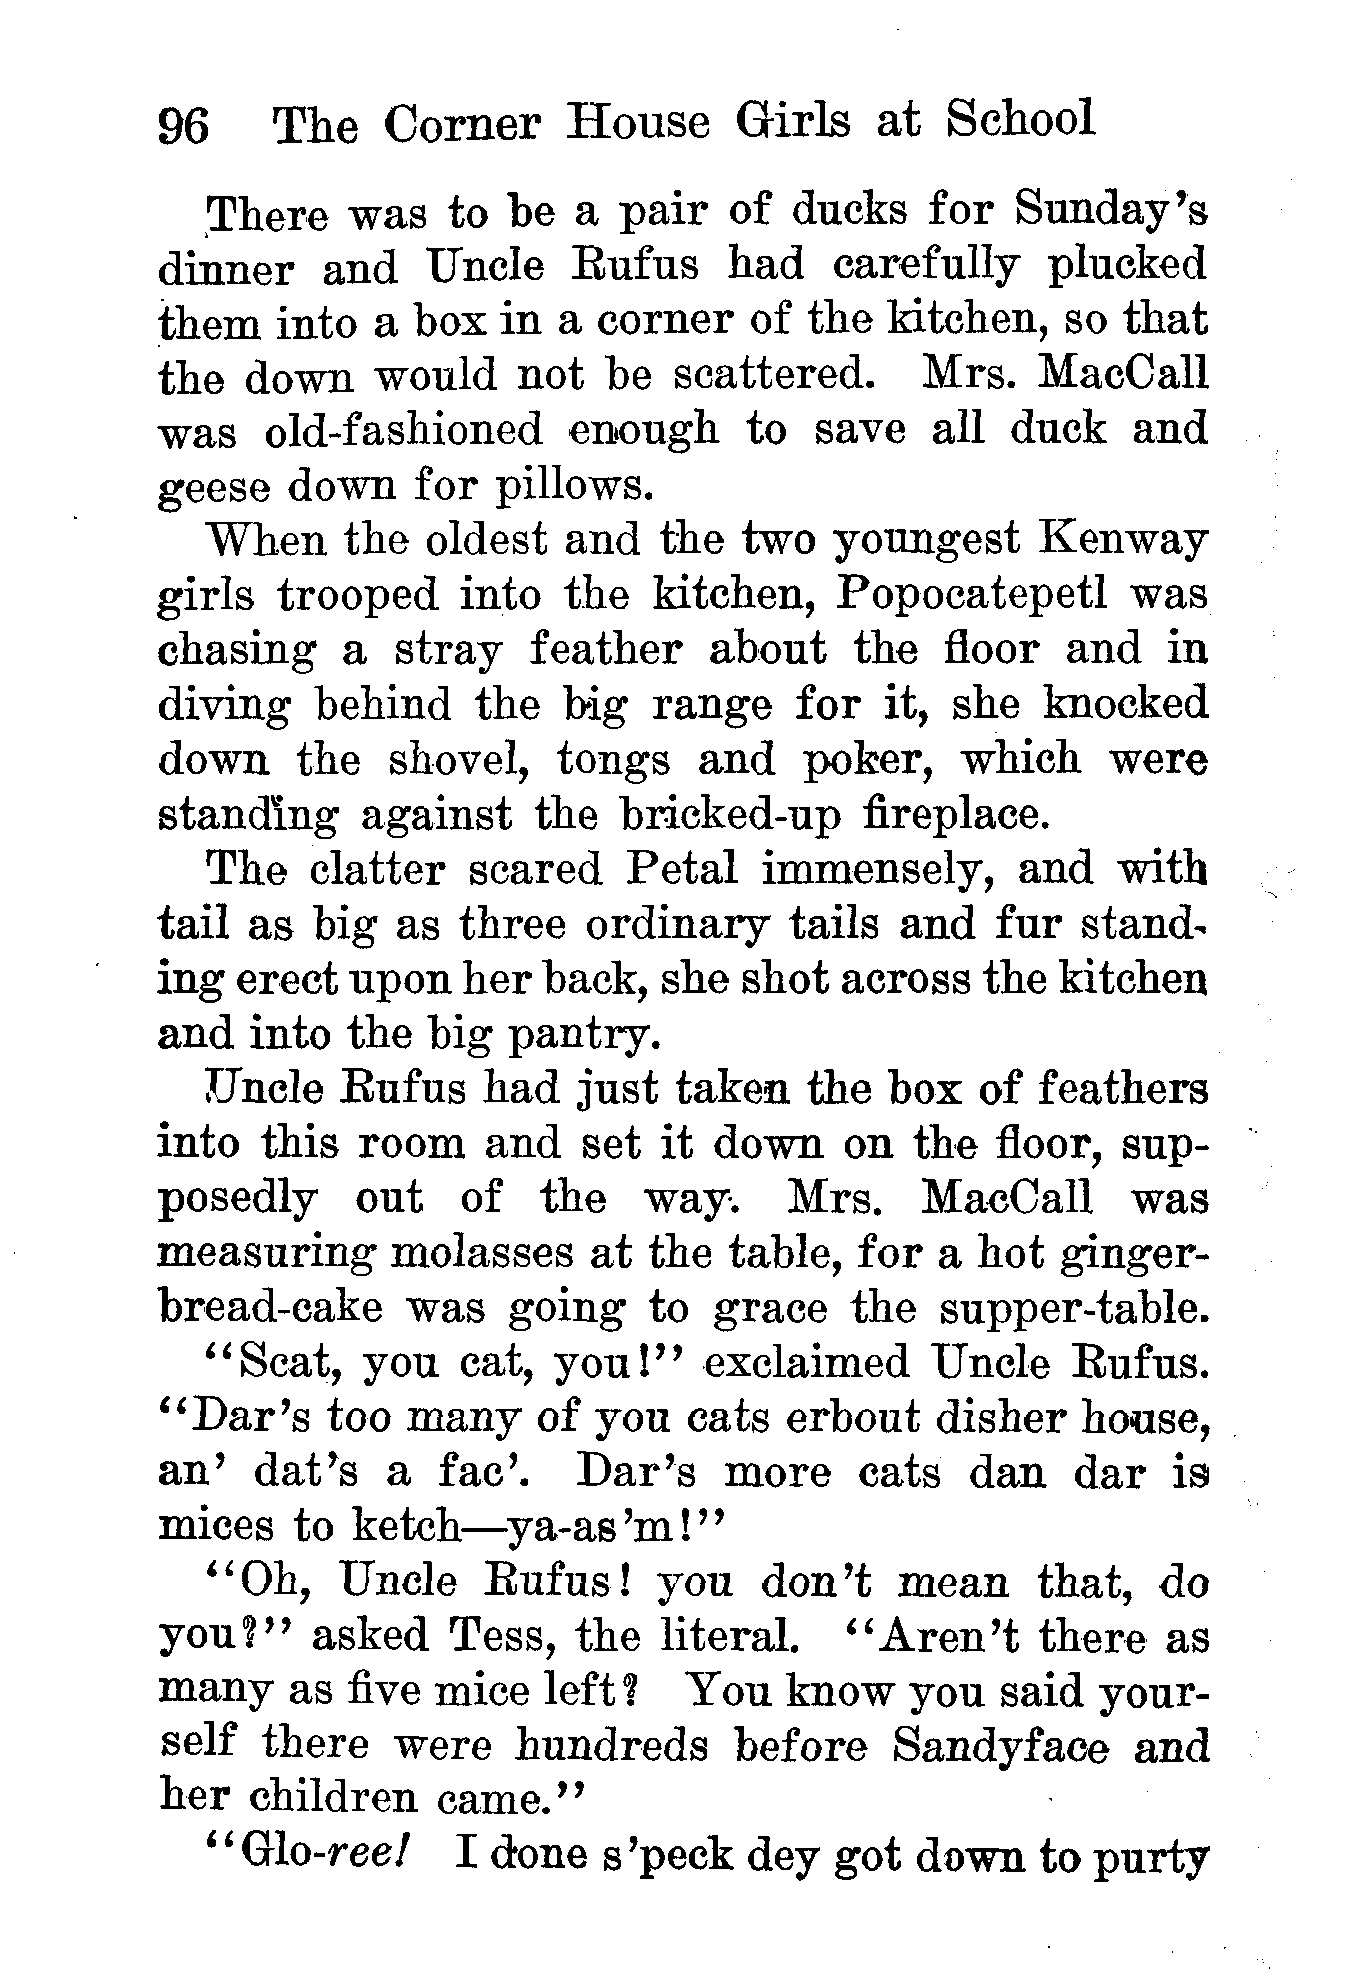 96 The Corner House Girls at School
There was to be a pair of ducks for Sunday's
dinner and Uncle Rufus had carefully plucked
them into a box in a corner of the kitchen, so that
the down would not be scattered. Mrs. MacCall
was old-fashioned enough to save all duck and
geese down for pillows.
When the oldest and the two youngest Kenway
girls trooped into the kitchen, Popocatepetl was
chasing a stray feather about the floor and in
diving behind the big range for it, she knocked
down the shovel, tongs and poker, which were
standing against the bricked-up fireplace.
The clatter scared Petal immensely, and with
tail as big as three ordinary tails and fur stand-
ing erect upon her back, she shot across the kitchen
and into the big pantry.
Uncle Rufus had just taken the box of feathers
into this room and set it down on the floor, sup-
posedly out of the way. Mrs. MacCall was
measuring molasses at the table, for a hot ginger-
bread-cake was going to grace the supper-table.
"Scat, you cat, you!" exclaimed Uncle Rufus.
"Dar's too many of you cats erbout disher house,
an' dat's a fac'. Dar's more cats dan dar is
mices to ketch—ya-as'm!"
"Oh, Uncle Rufus! you don't mean that, do
you?" asked Tess, the literal. "Aren't there as
many as five mice left? You know you said your-
self there were hundreds before Sandyface and
her children came."
"Glo-ree! I done s'peck dey got down to purty